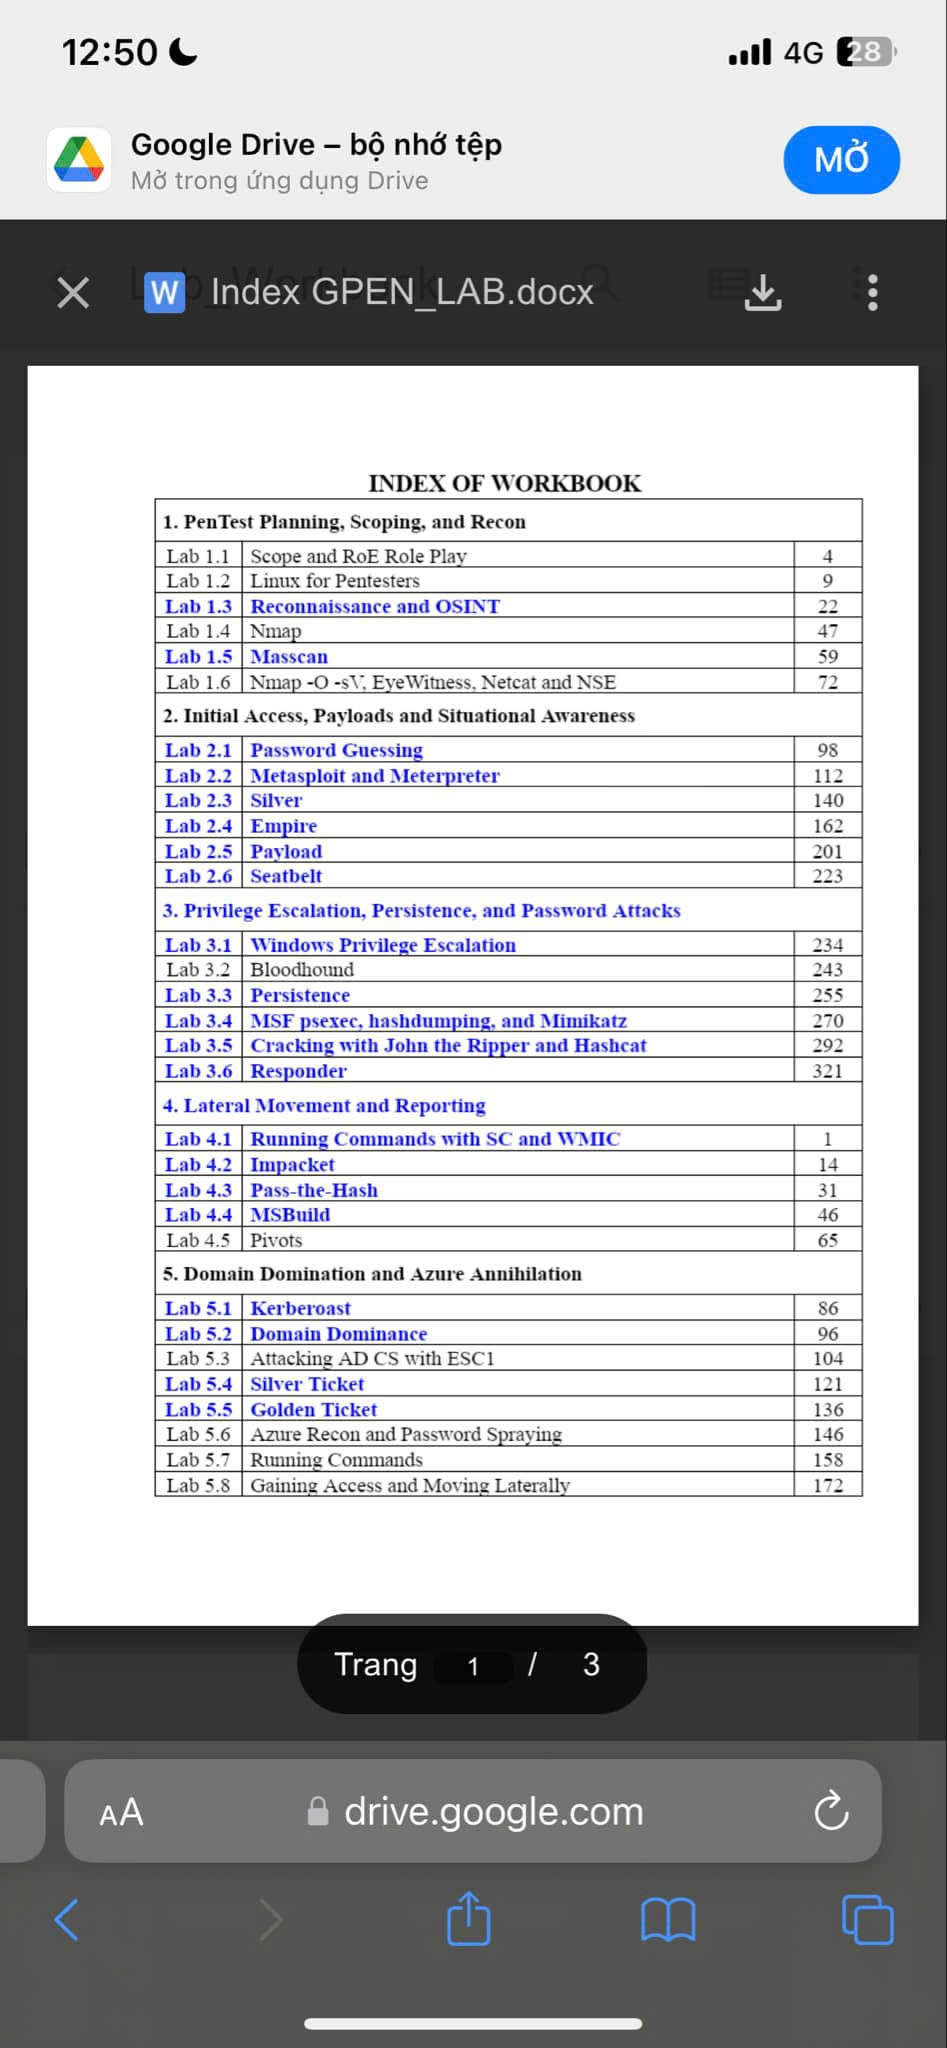 12:50
4G 28
Google Drive – bộ nhớ tệp
Mở trong ứng dụng Drive
MỞ
W Index GPEN_LAB.docx
INDEX OF WORKBOOK
1. PenTest Planning, Scoping, and Recon
Lab 1.1 Scope and RoE Role Play 4
Lab 1.2 Linux for Pentesters 9
Lab 1.3 Reconnaissance and OSINT 22
Lab 1.4 Nmap 47
Lab 1.5 Masscan 59
Lab 1.6 Nmap -O -sV, EyeWitness, Netcat and NSE 72
2. Initial Access, Payloads and Situational Awareness
Lab 2.1 Password Guessing 98
Lab 2.2 Metasploit and Meterpreter 112
Lab 2.3 Silver 140
Lab 2.4 Empire 162
Lab 2.5 Payload 201
Lab 2.6 Seatbelt 223
3. Privilege Escalation, Persistence, and Password Attacks
Lab 3.1 Windows Privilege Escalation 234
Lab 3.2 Bloodhound 243
Lab 3.3 Persistence 255
Lab 3.4 MSF psexec, hashdumping, and Mimikatz 270
Lab 3.5 Cracking with John the Ripper and Hashcat 292
Lab 3.6 Responder 321
4. Lateral Movement and Reporting
Lab 4.1 Running Commands with SC and WMIC 1
Lab 4.2 Impacket 14
Lab 4.3 Pass-the-Hash 31
Lab 4.4 MSBuild 46
Lab 4.5 Pivots 65
5. Domain Domination and Azure Annihilation
Lab 5.1 Kerberoast 86
Lab 5.2 Domain Dominance 96
Lab 5.3 Attacking AD CS with ESC1 104
Lab 5.4 Silver Ticket 121
Lab 5.5 Golden Ticket 136
Lab 5.6 Azure Recon and Password Spraying 146
Lab 5.7 Running Commands 158
Lab 5.8 Gaining Access and Moving Laterally 172
Trang 1 / 3
AA drive.google.com